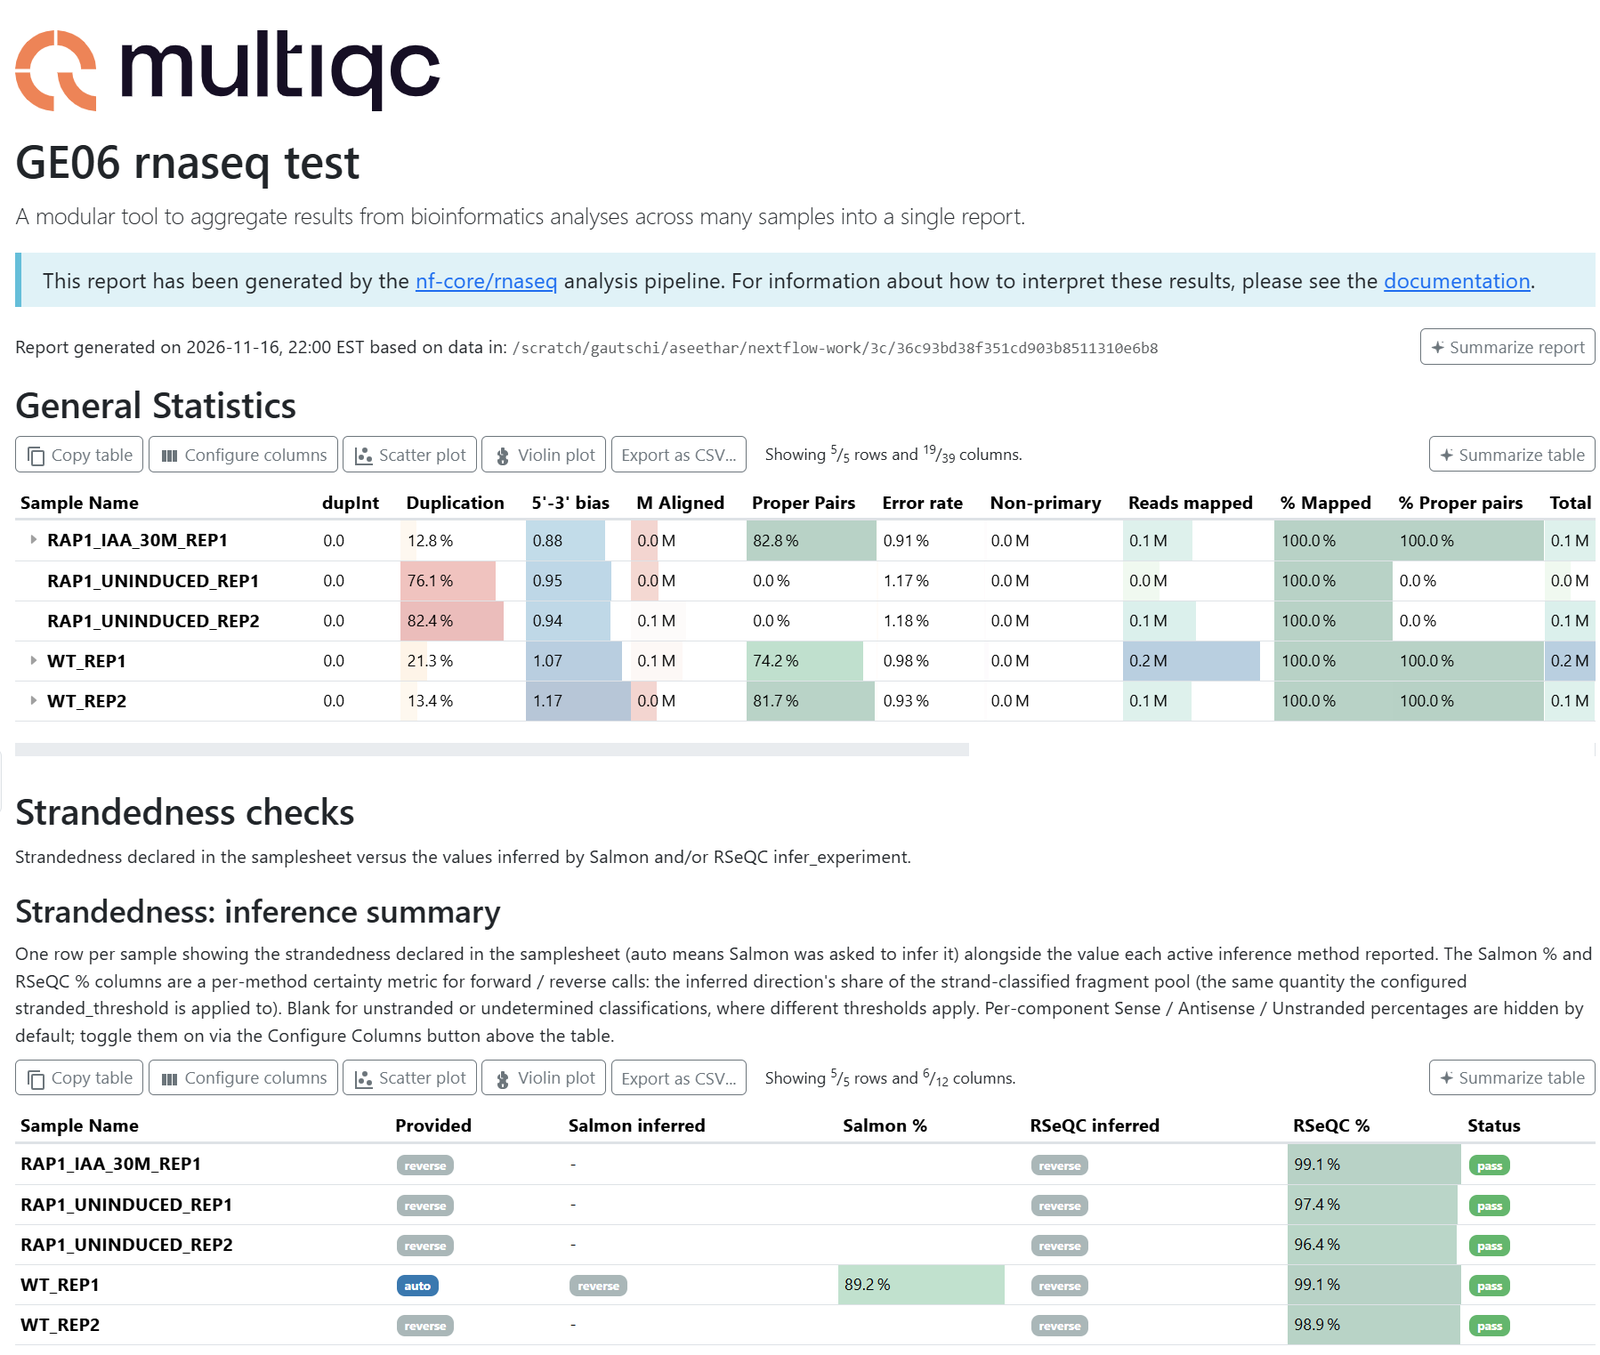 multiqc
GE06 rnaseq test
A modular tool to aggregate results from bioinformatics analyses across many samples into a single report.
This report has been generated by the nf-core/rnaseq analysis pipeline. For information about how to interpret these results, please see the documentation.
Report generated on 2026-11-16, 22:00 EST based on data in: /scratch/gautschi/aseethar/nextflow-work/3c/36c93bd38f351cd903b8511310e6b8 Summarize report
General Statistics
Copy table Configure columns Scatter plot Violin plot Export as CSV... Showing 5/5 rows and 19/39 columns. Summarize table
Sample Name dupInt Duplication 5'-3' bias M Aligned Proper Pairs Error rate Non-primary Reads mapped % Mapped % Proper pairs Total
RAP1_IAA_30M_REP1 0.0 12.8 % 0.88 0.0 M 82.8 % 0.91 % 0.0 M 0.1 M 100.0 % 100.0 % 0.1 M
RAP1_UNINDUCED_REP1 0.0 76.1 % 0.95 0.0 M 0.0 % 1.17 % 0.0 M 0.0 M 100.0 % 0.0 % 0.0 M
RAP1_UNINDUCED_REP2 0.0 82.4 % 0.94 0.1 M 0.0 % 1.18 % 0.0 M 0.1 M 100.0 % 0.0 % 0.1 M
WT_REP1 0.0 21.3 % 1.07 0.1 M 74.2 % 0.98 % 0.0 M 0.2 M 100.0 % 100.0 % 0.2 M
WT_REP2 0.0 13.4 % 1.17 0.0 M 81.7 % 0.93 % 0.0 M 0.1 M 100.0 % 100.0 % 0.1 M
Strandedness checks
Strandedness declared in the samplesheet versus the values inferred by Salmon and/or RSeQC infer_experiment.
Strandedness: inference summary
One row per sample showing the strandedness declared in the samplesheet (auto means Salmon was asked to infer it) alongside the value each active inference method reported. The Salmon % and
RSeQC % columns are a per-method certainty metric for forward / reverse calls: the inferred direction's share of the strand-classified fragment pool (the same quantity the configured
stranded_threshold is applied to). Blank for unstranded or undetermined classifications, where different thresholds apply. Per-component Sense / Antisense / Unstranded percentages are hidden by
default; toggle them on via the Configure Columns button above the table.
Copy table Configure columns Scatter plot Violin plot Export as CSV... Showing 5/5 rows and 6/12 columns. Summarize table
Sample Name Provided Salmon inferred Salmon % RSeQC inferred RSeQC % Status
RAP1_IAA_30M_REP1 reverse - reverse 99.1 % pass
RAP1_UNINDUCED_REP1 reverse - reverse 97.4 % pass
RAP1_UNINDUCED_REP2 reverse - reverse 96.4 % pass
WT_REP1 auto reverse 89.2 % reverse 99.1 % pass
WT_REP2 reverse - reverse 98.9 % pass